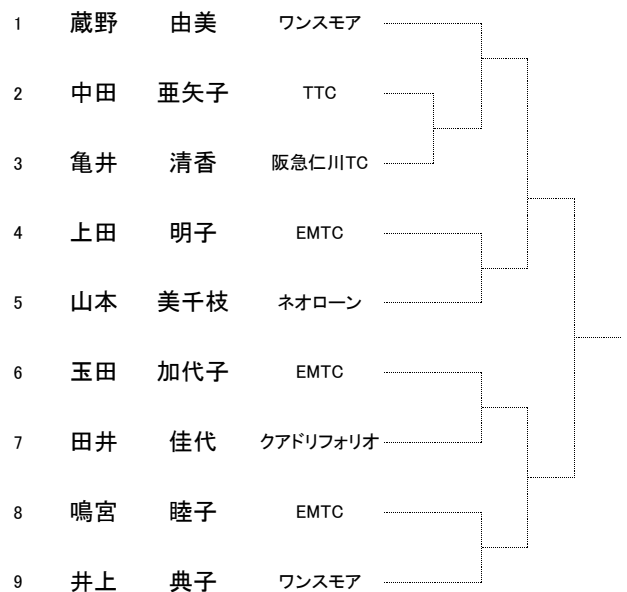 1 蔵野 由美 ワンスモア
2 中田 亜矢子 TTC
3 亀井 清香 阪急仁川TC
4 上田 明子 EMTC
5 山本 美千枝 ネオローン
6 玉田 加代子 EMTC
7 田井 佳代 クアドリフォリオ
8 鳴宮 睦子 EMTC
9 井上 典子 ワンスモア